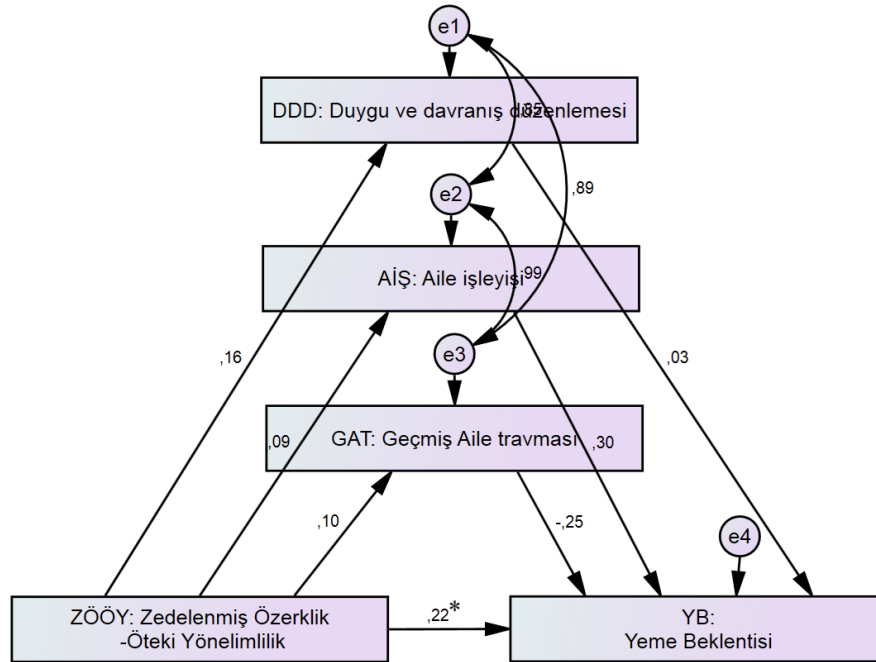 e1
DDD: Duygu ve davranış düzenlemesi
,85
e2
,89
AİŞ: Aile işleyişi
,99
e3
,16
,03
GAT: Geçmiş Aile travması
,09
,30
,10
-,25
e4
ZÖÖY: Zedelenmiş Özerklik
-Öteki Yönelimlilik
,22*
YB:
Yeme Beklentisi